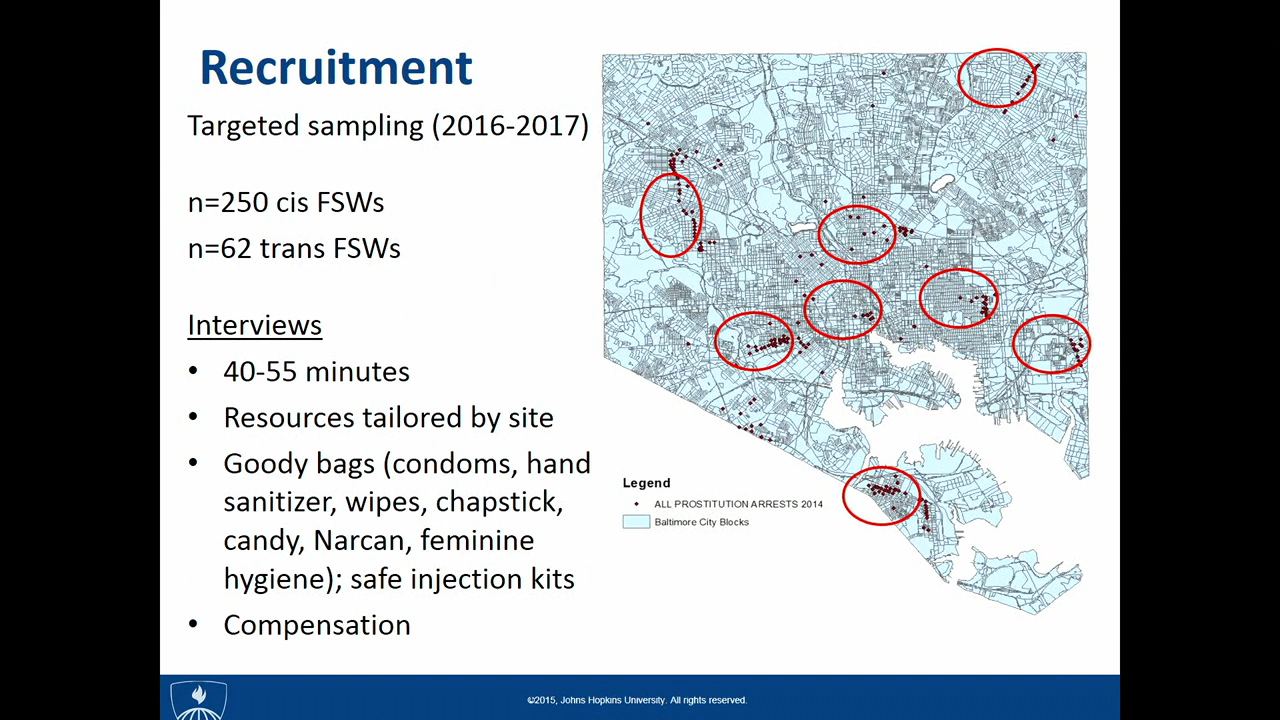 Recruitment
Targeted sampling (2016-2017)
n=250 cis FSWs
n=62 trans FSWs
Interviews
• 40-55 minutes
• Resources tailored by site
• Goody bags (condoms, hand
sanitizer, wipes, chapstick,
candy, Narcan, feminine
hygiene); safe injection kits
• Compensation
Legend
ALL PROSTITUTION ARRESTS 2014
Baltimore City Blocks
©2015, Johns Hopkins University. All rights reserved.